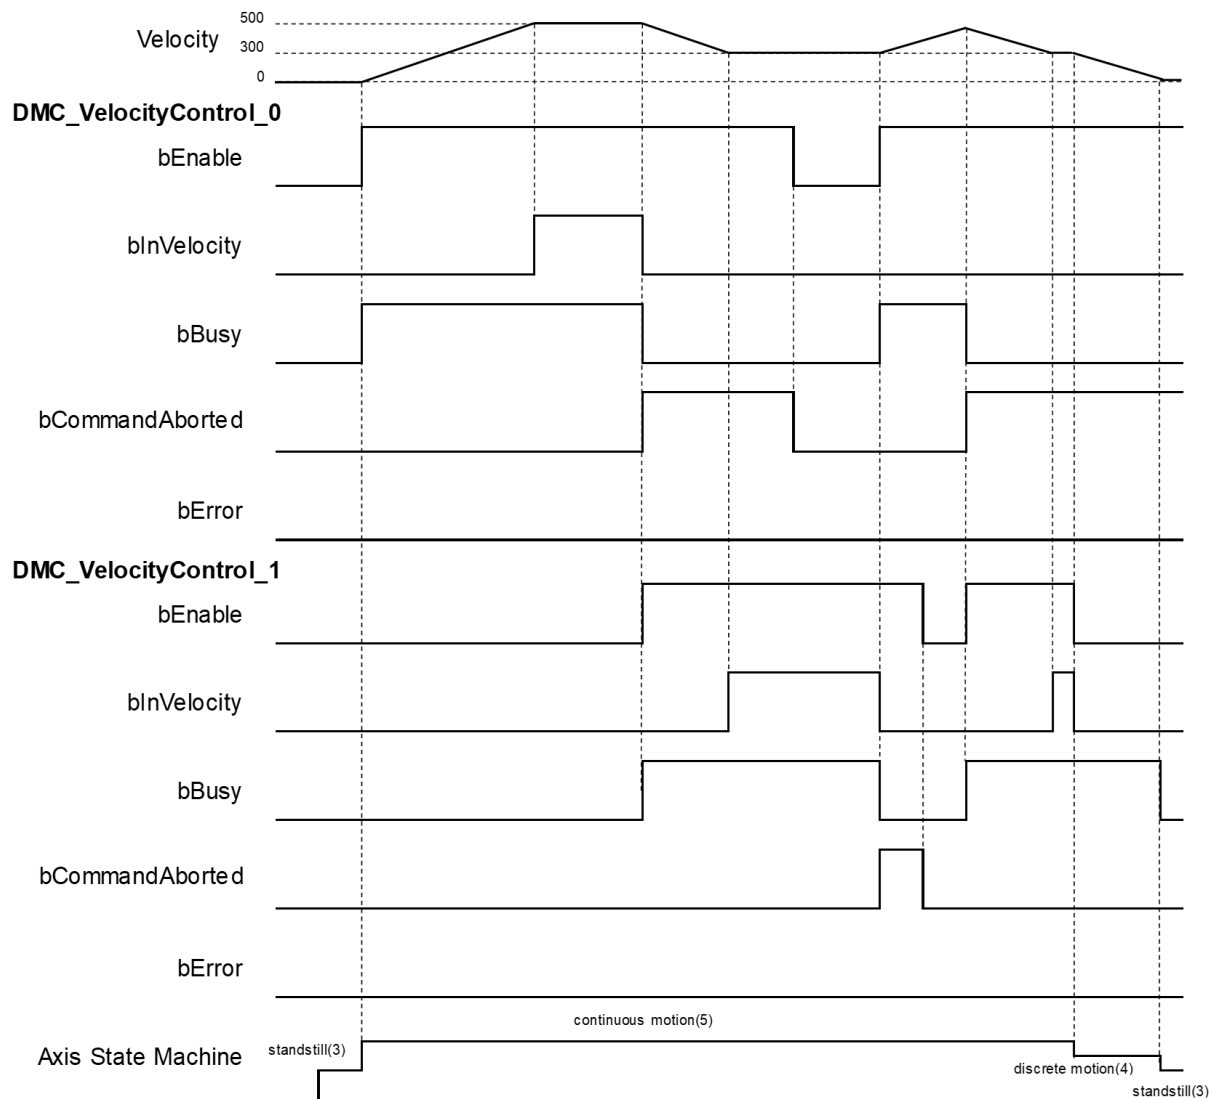 500
Velocity
300
0
DMC_VelocityControl_0
bEnable
bInVelocity
bBusy
bCommandAborted
bError
DMC_VelocityControl_1
bEnable
bInVelocity
bBusy
bCommandAborted
bError
continuous motion(5)
Axis State Machine
standstill(3)
discrete motion(4)
standstill(3)